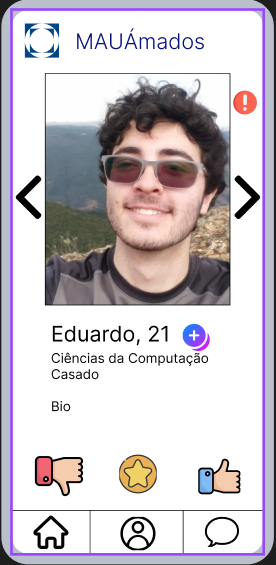 MAUÁmados
Eduardo, 21
Ciências da Computação
Casado
Bio